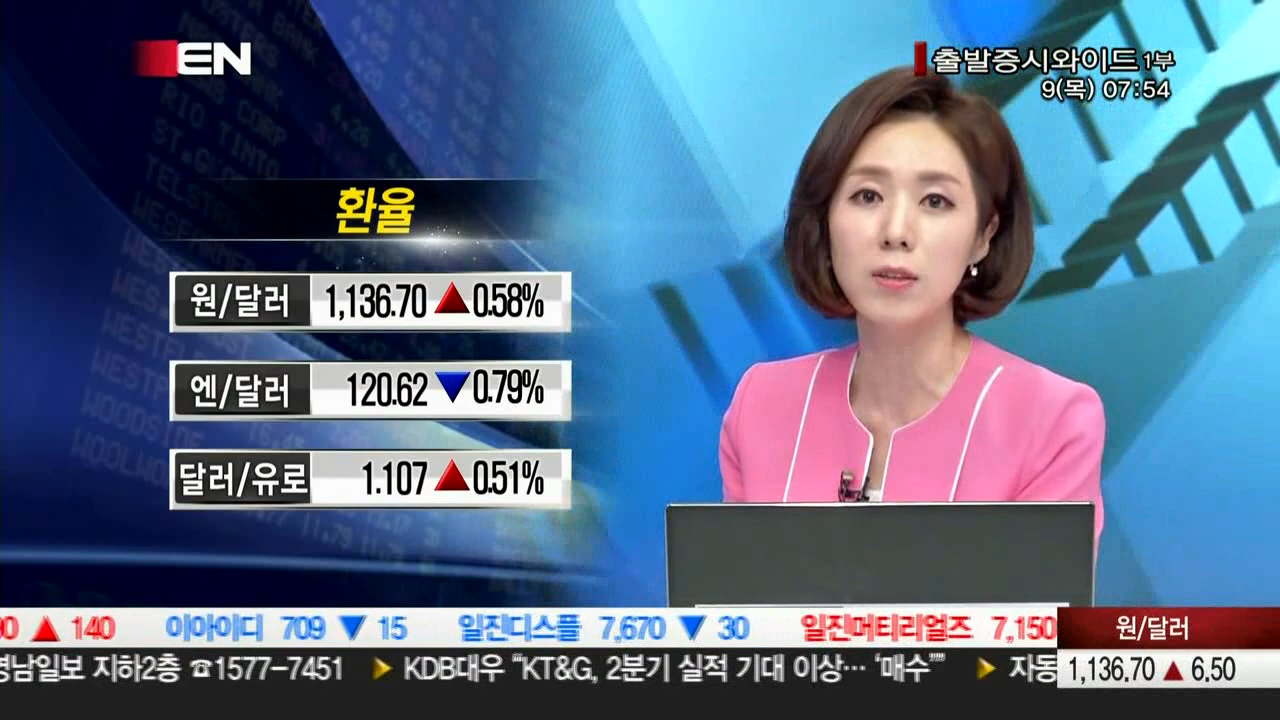 EN
출발증시와이드 1부
9(목) 07:54
환율
원/달러 1,136.70 ▲ 0.58%
엔/달러 120.62 ▼ 0.79%
달러/유로 1.107 ▲ 0.51%
▲ 140 이아이디 709 ▼ 15 일진디스플 7,670 ▼ 30 일진머티리얼즈 7,150
원/달러
영남일보 지하2층 ☎1577-7451 ▶ KDB대우 “KT&G, 2분기 실적 기대 이상… ‘매수’” ▶ 자동
1,136.70 ▲ 6.50